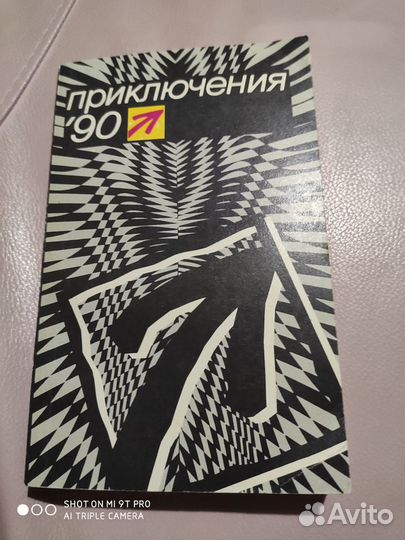 приключения
'90
SHOT ON MI 9T PRO
AI TRIPLE CAMERA
Avito